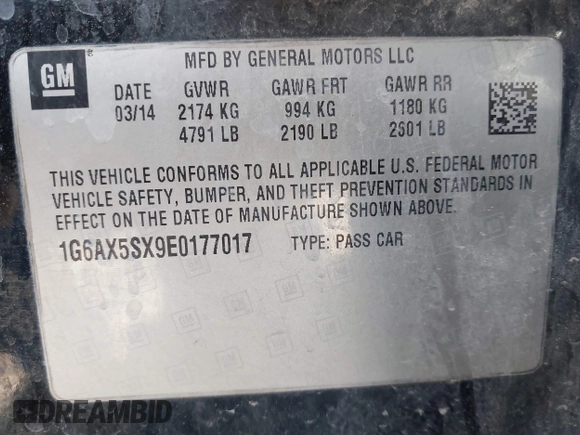 GM
®
MFD BY GENERAL MOTORS LLC
DATE GVWR GAWR FRT GAWR RR
03/14 2174 KG 994 KG 1180 KG
4791 LB 2190 LB 2601 LB
THIS VEHICLE CONFORMS TO ALL APPLICABLE U.S. FEDERAL MOTOR
VEHICLE SAFETY, BUMPER, AND THEFT PREVENTION STANDARDS IN
EFFECT ON THE DATE OF MANUFACTURE SHOWN ABOVE.
1G6AX5SX9E0177017 TYPE: PASS CAR
DREAMBID